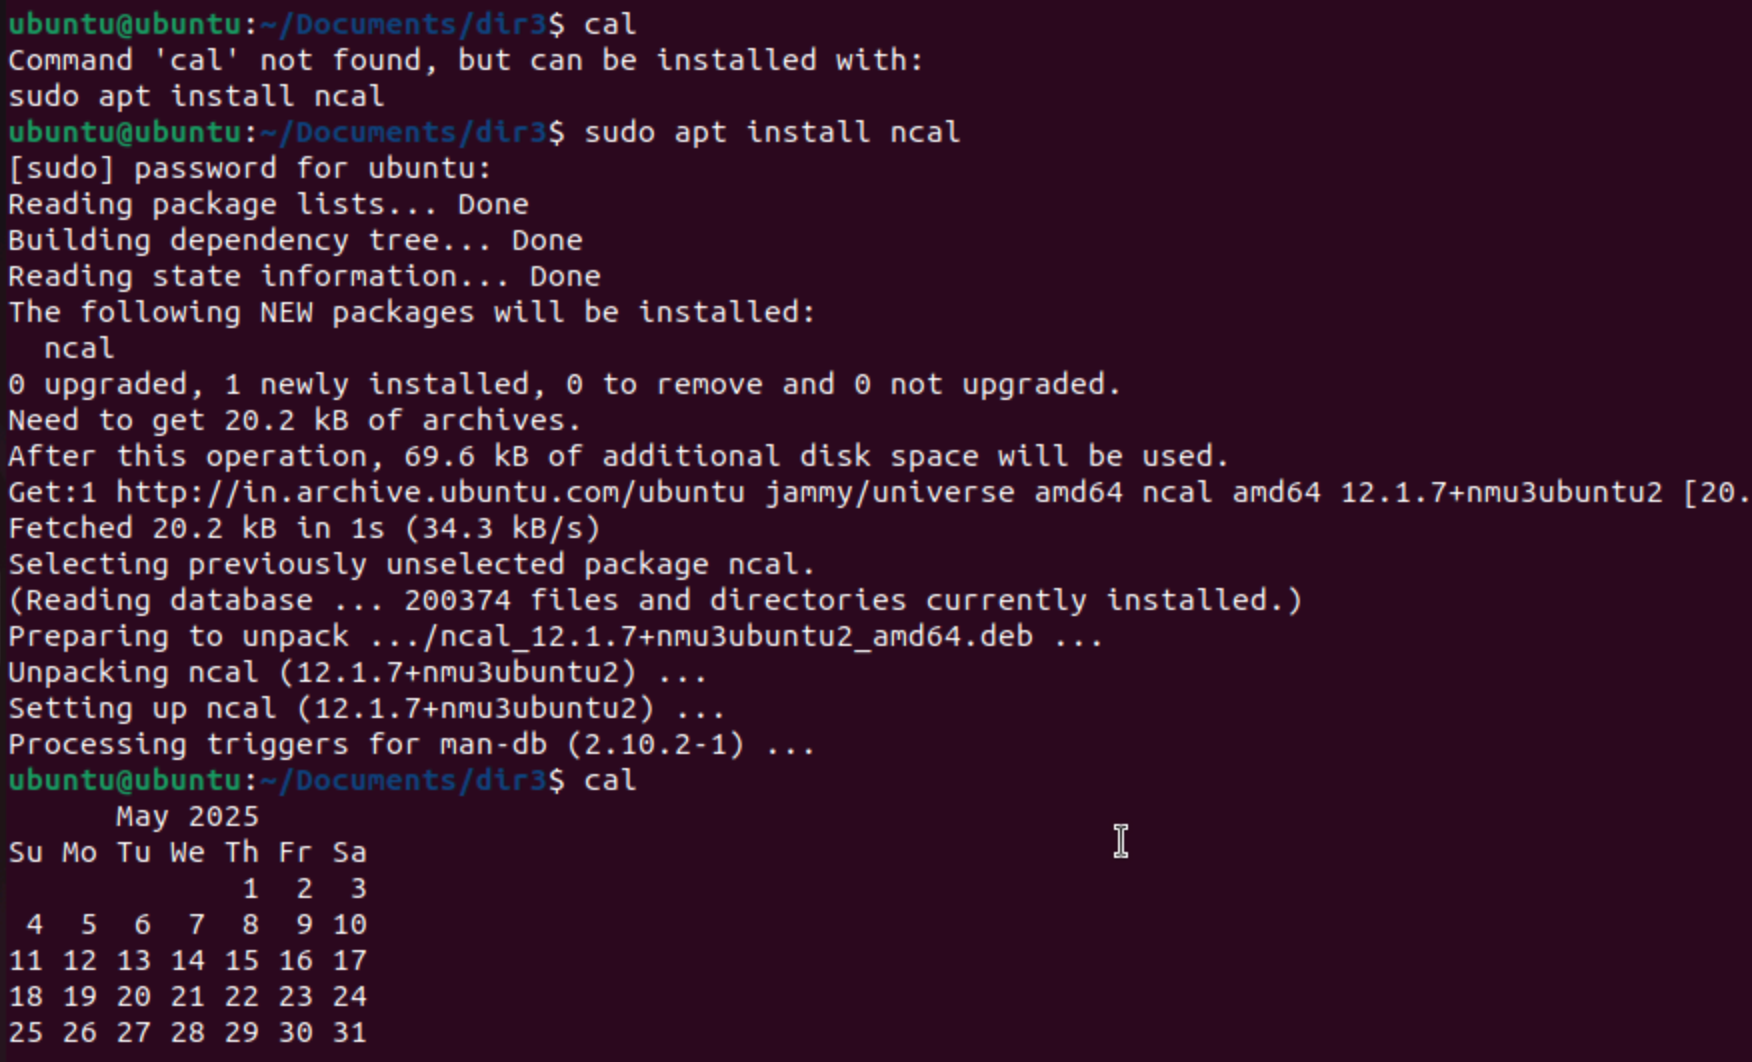 ubuntu@ubuntu:~/Documents/dir3$ cal
Command 'cal' not found, but can be installed with:
sudo apt install ncal
ubuntu@ubuntu:~/Documents/dir3$ sudo apt install ncal
[sudo] password for ubuntu:
Reading package lists... Done
Building dependency tree... Done
Reading state information... Done
The following NEW packages will be installed:
  ncal
0 upgraded, 1 newly installed, 0 to remove and 0 not upgraded.
Need to get 20.2 kB of archives.
After this operation, 69.6 kB of additional disk space will be used.
Get:1 http://in.archive.ubuntu.com/ubuntu jammy/universe amd64 ncal amd64 12.1.7+nmu3ubuntu2 [20.
Fetched 20.2 kB in 1s (34.3 kB/s)
Selecting previously unselected package ncal.
(Reading database ... 200374 files and directories currently installed.)
Preparing to unpack .../ncal_12.1.7+nmu3ubuntu2_amd64.deb ...
Unpacking ncal (12.1.7+nmu3ubuntu2) ...
Setting up ncal (12.1.7+nmu3ubuntu2) ...
Processing triggers for man-db (2.10.2-1) ...
ubuntu@ubuntu:~/Documents/dir3$ cal
      May 2025
Su Mo Tu We Th Fr Sa
             1  2  3
 4  5  6  7  8  9 10
11 12 13 14 15 16 17
18 19 20 21 22 23 24
25 26 27 28 29 30 31